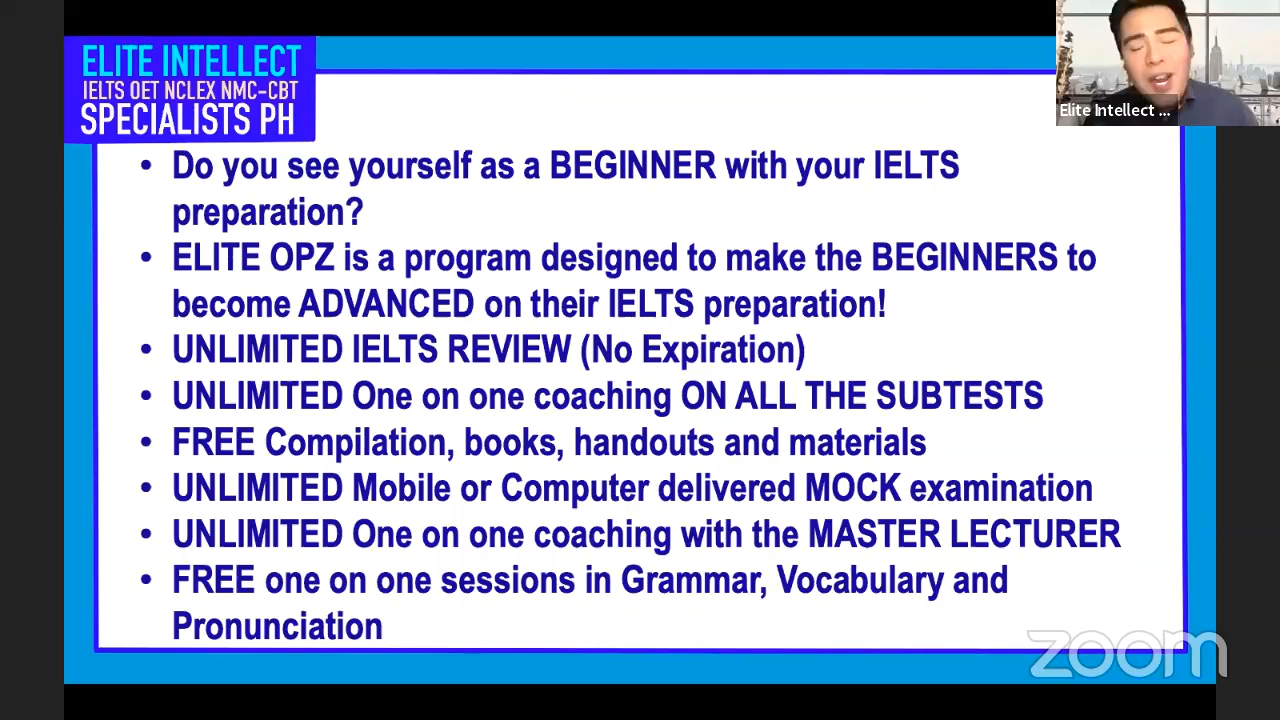 ELITE INTELLECT
IELTS OET NCLEX NMC-CBT
SPECIALISTS PH
Elite Intellect ...
• Do you see yourself as a BEGINNER with your IELTS
preparation?
• ELITE OPZ is a program designed to make the BEGINNERS to
become ADVANCED on their IELTS preparation!
• UNLIMITED IELTS REVIEW (No Expiration)
• UNLIMITED One on one coaching ON ALL THE SUBTESTS
• FREE Compilation, books, handouts and materials
• UNLIMITED Mobile or Computer delivered MOCK examination
• UNLIMITED One on one coaching with the MASTER LECTURER
• FREE one on one sessions in Grammar, Vocabulary and
Pronunciation
zoom